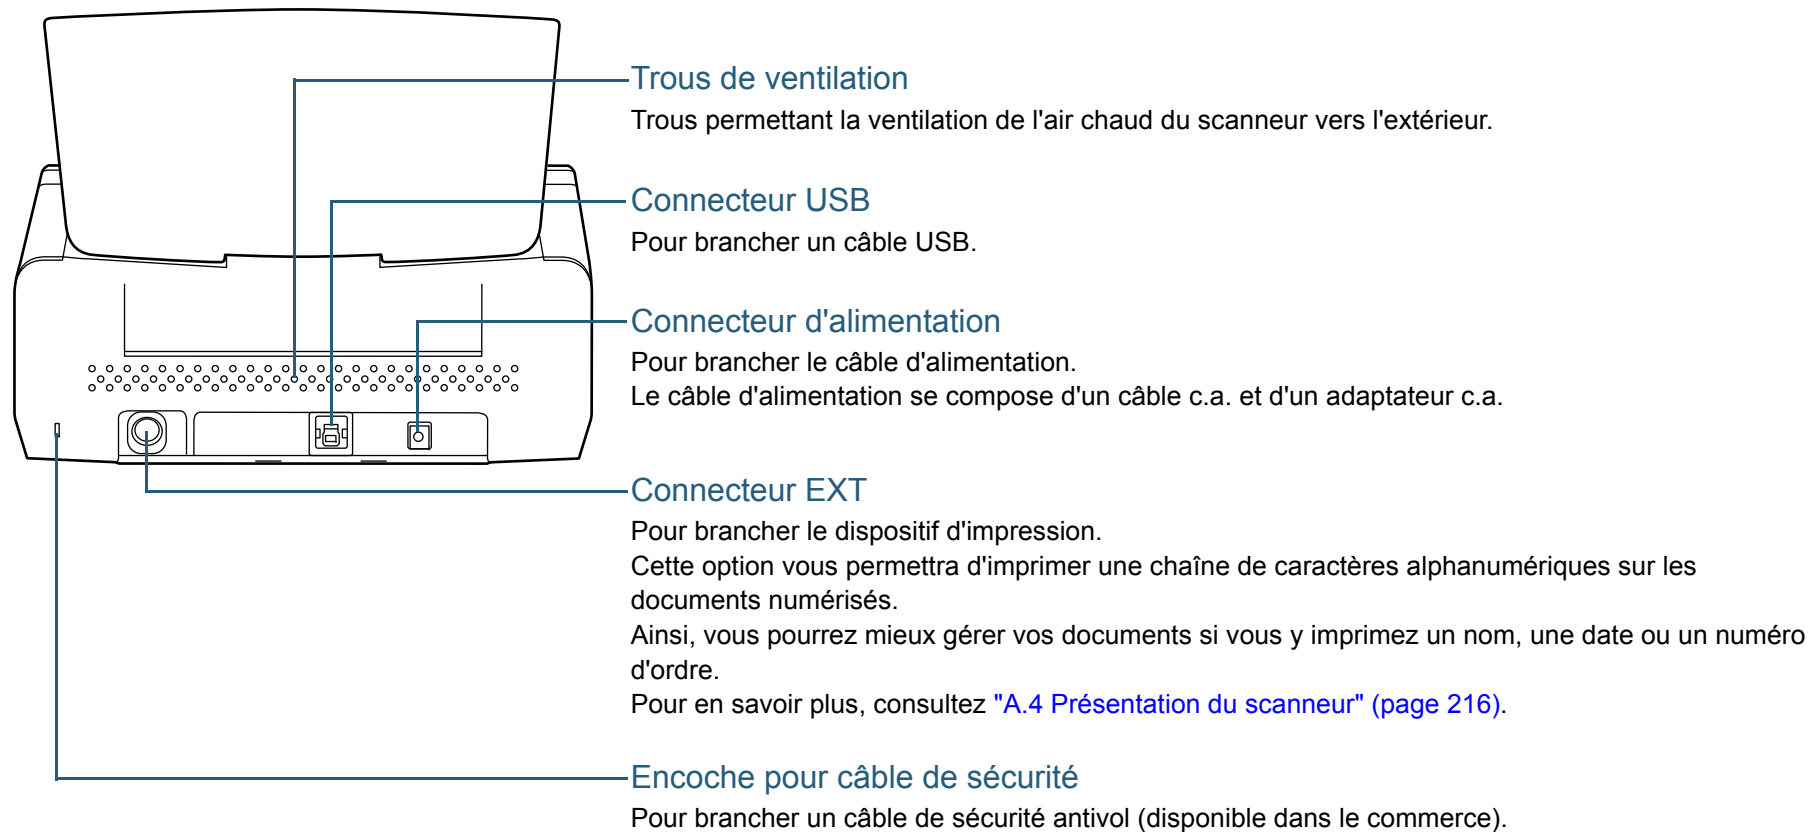 Trous de ventilation
Trous permettant la ventilation de l'air chaud du scanneur vers l'extérieur.
Connecteur USB
Pour brancher un câble USB.
Connecteur d'alimentation
Pour brancher le câble d'alimentation.
Le câble d'alimentation se compose d'un câble c.a. et d'un adaptateur c.a.
Connecteur EXT
Pour brancher le dispositif d'impression.
Cette option vous permettra d'imprimer une chaîne de caractères alphanumériques sur les
documents numérisés.
Ainsi, vous pourrez mieux gérer vos documents si vous y imprimez un nom, une date ou un numéro
d'ordre.
Pour en savoir plus, consultez "A.4 Présentation du scanneur" (page 216).
Encoche pour câble de sécurité
Pour brancher un câble de sécurité antivol (disponible dans le commerce).